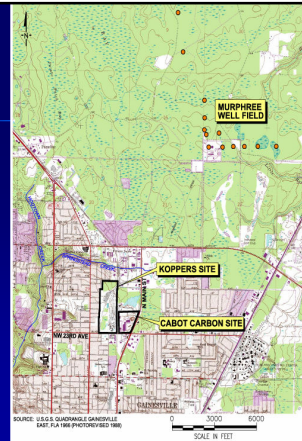 N
MURPHREE
WELL FIELD
KOPPERS SITE
N MAIN ST
CABOT CARBON SITE
NW 23RD AVE
GAINESVILLE
SOURCE: U.S.G.S. QUADRANGLE GAINESVILLE
EAST, FLA 1966 (PHOTOREVISED 1988)
0 3000 6000
SCALE IN FEET